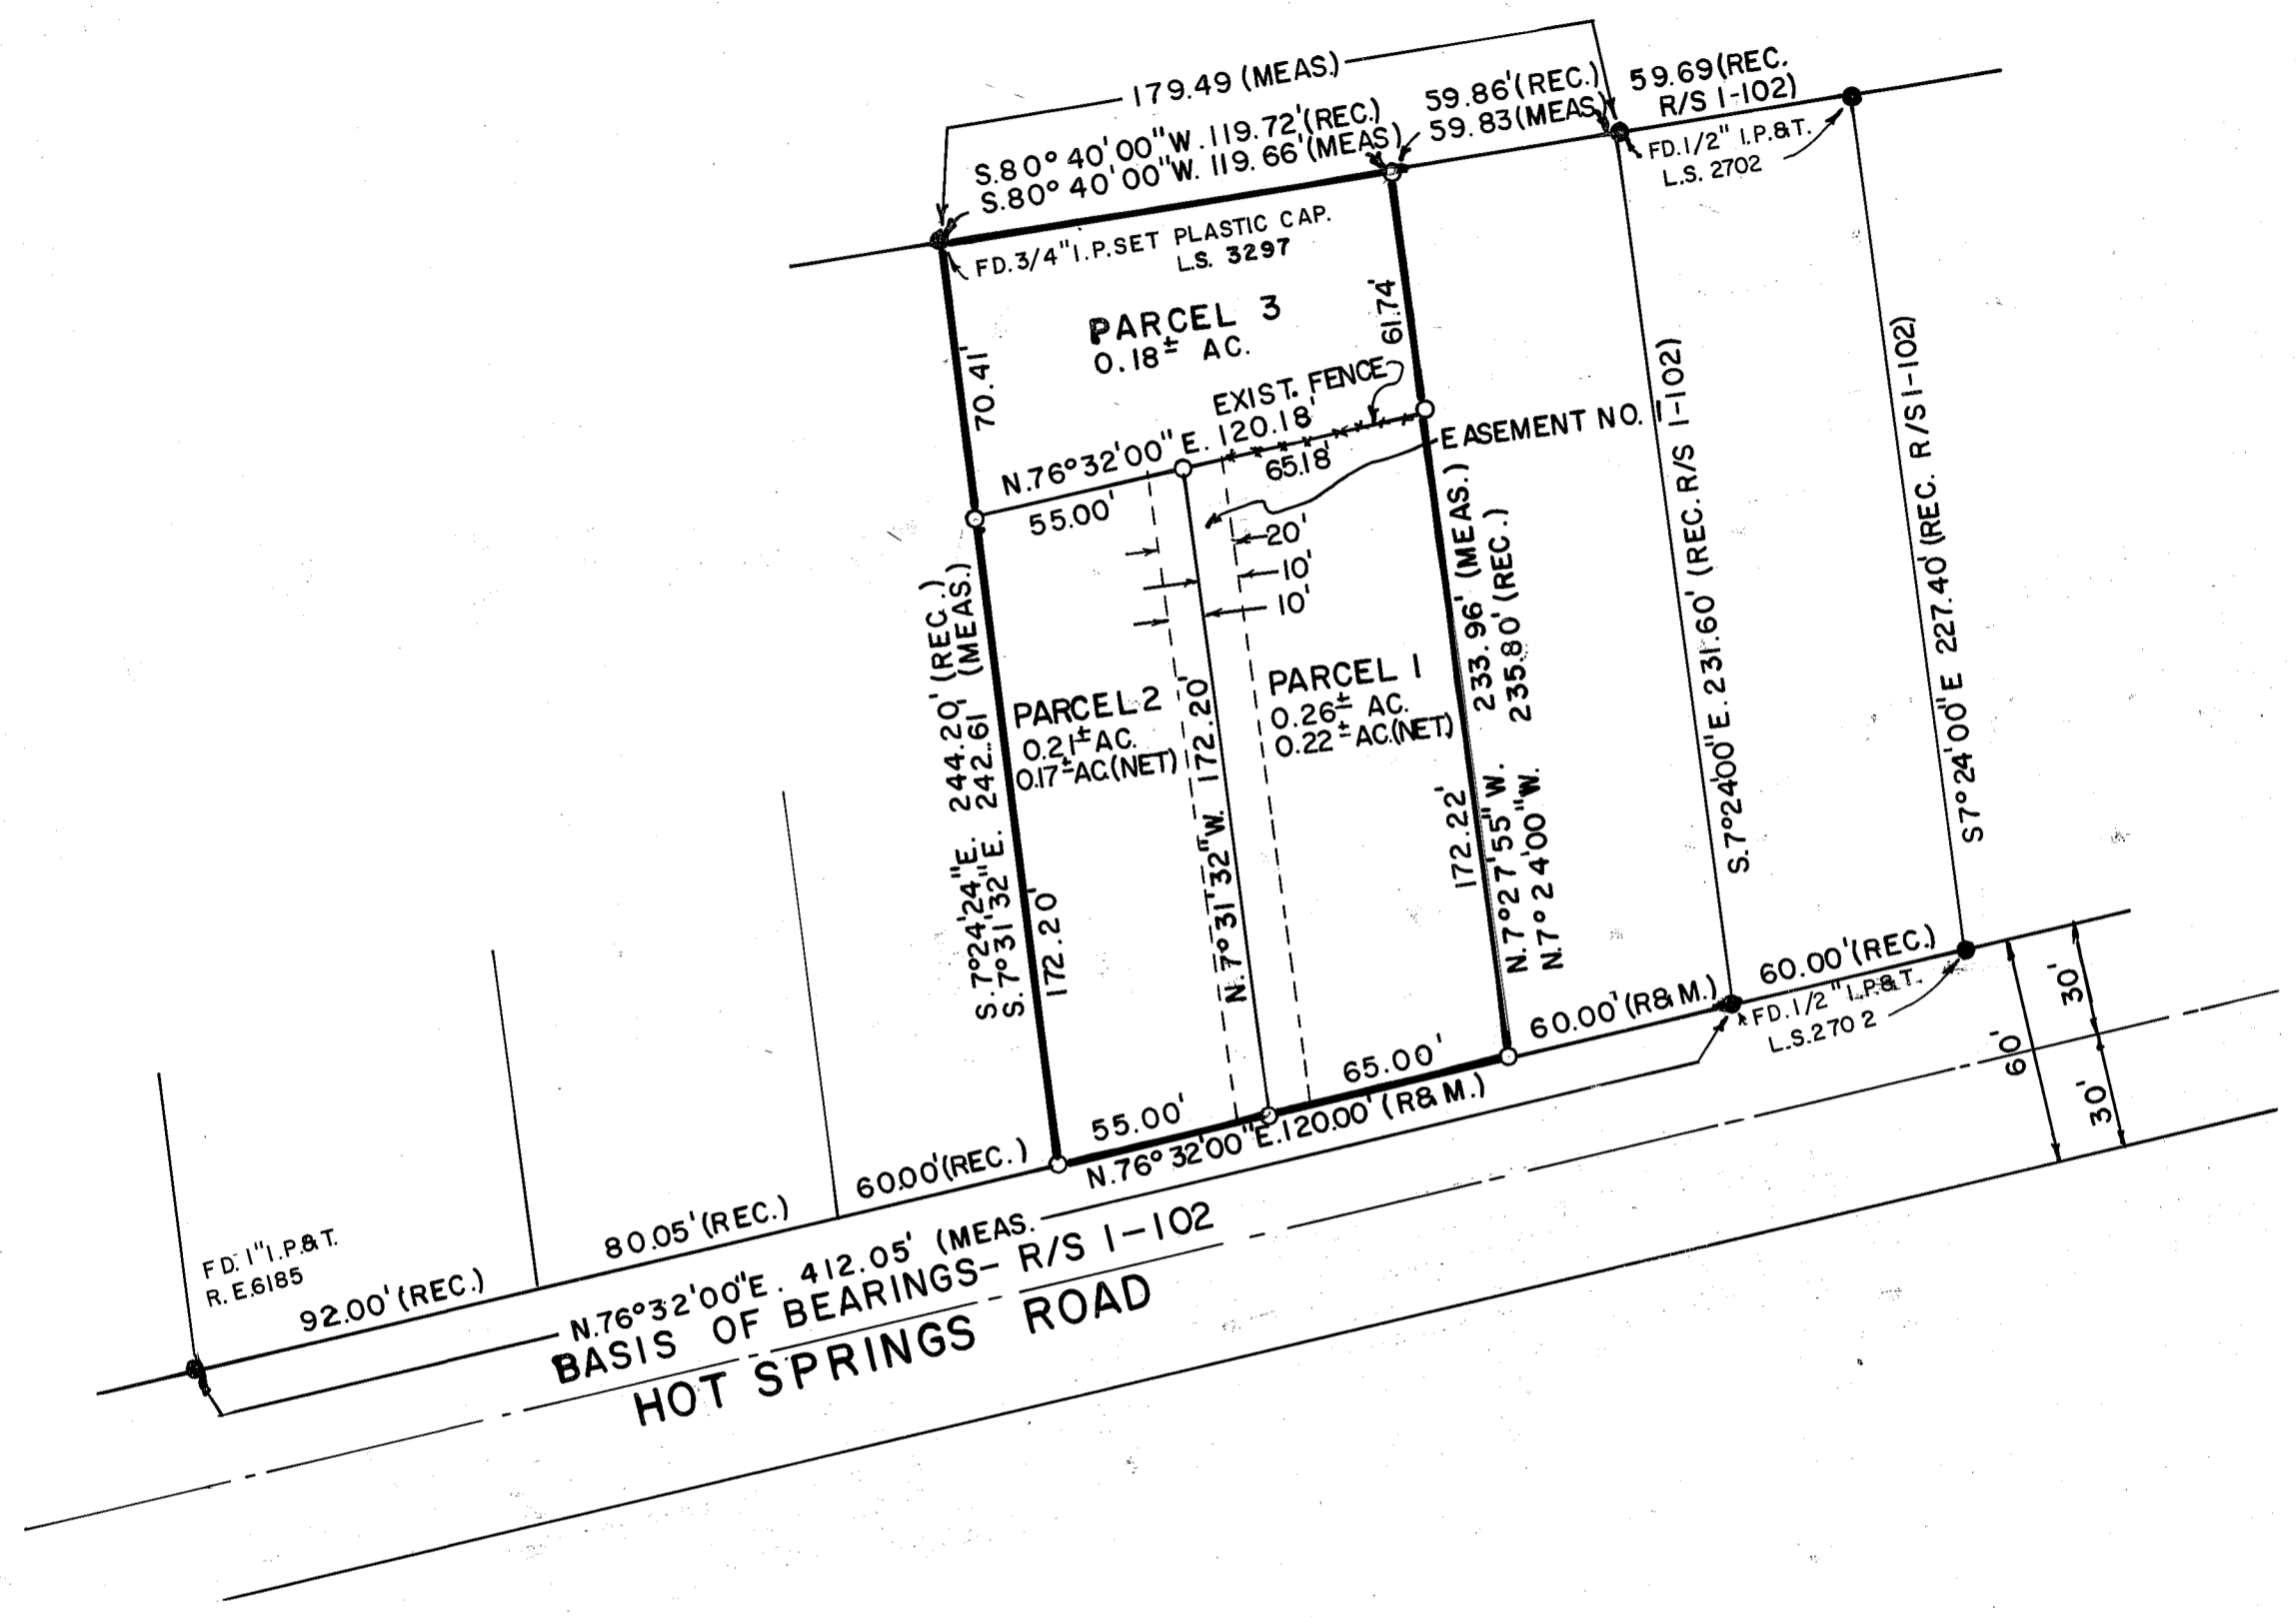 179.49 (MEAS.)
S.80° 40'00"W. 119.72'(REC.)
S.80° 40'00"W. 119.66'(MEAS)
59.86'(REC.)
59.83(MEAS)
59.69(REC.
R/S 1-102)
FD. 1/2" I.P.&T.
L.S. 2702
FD. 3/4" I.P. SET PLASTIC CAP.
L.S. 3297
PARCEL 3
0.18± AC.
70.41'
61.74'
EXIST. FENCE
N.76°32'00"E. 120.18'
55.00'
65.18'
EASEMENT NO. 1
20'
10'
10'
S.7°24'24"E. 244.20' (REC.)
S.7°31'32"E. 242.61' (MEAS.)
172.20'
PARCEL 2
0.21± AC.
0.17± AC.(NET)
N.7°31'32"W. 172.20'
PARCEL 1
0.26± AC.
0.22± AC.(NET)
172.22'
N.7°27'55"W. 233.96' (MEAS.)
N.7°24'00"W. 235.80' (REC.)
S.7°24'00"E. 231.60' (REC. R/S 1-102)
S7°24'00"E 227.40' (REC. R/S 1-102)
60.00'(REC.)
FD. 1/2" I.P.&T.
L.S. 2702
60.00'(R&M.)
65.00'
55.00'
N.76° 32'00"E. 120.00' (R&M.)
60.00'(REC.)
80.05'(REC.)
92.00'(REC.)
FD. 1" I.P.&T.
R.E. 6185
N.76°32'00"E. 412.05' (MEAS.
BASIS OF BEARINGS- R/S 1-102
HOT SPRINGS ROAD
60'
30'
30'